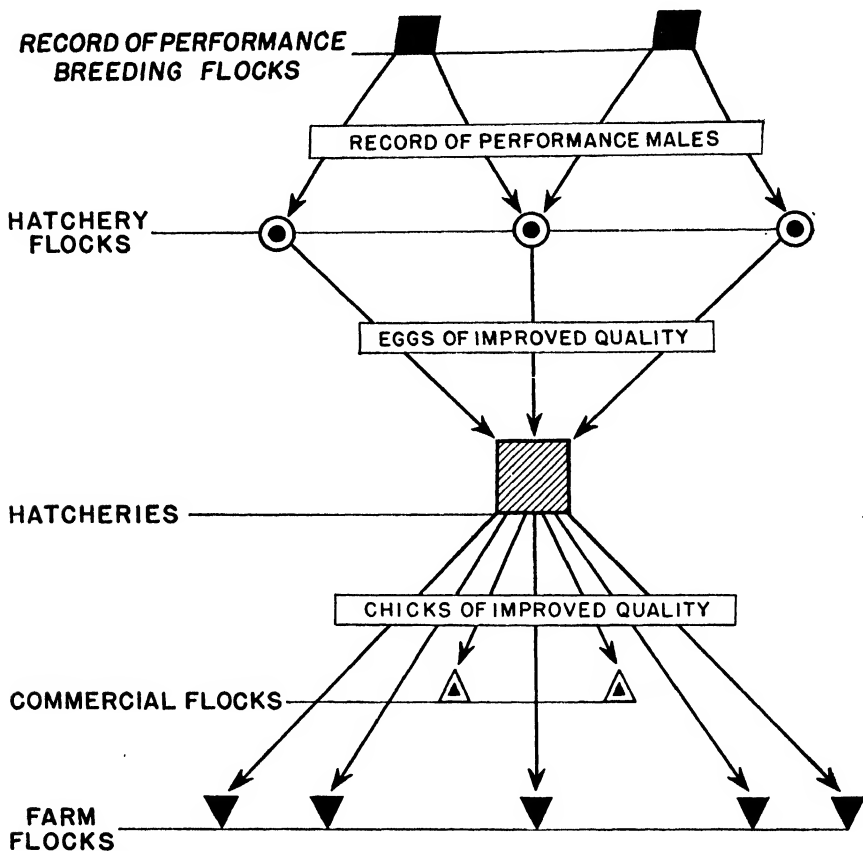 RECORD OF PERFORMANCE
BREEDING FLOCKS
RECORD OF PERFORMANCE MALES
HATCHERY
FLOCKS
EGGS OF IMPROVED QUALITY
HATCHERIES
CHICKS OF IMPROVED QUALITY
COMMERCIAL FLOCKS
FARM
FLOCKS